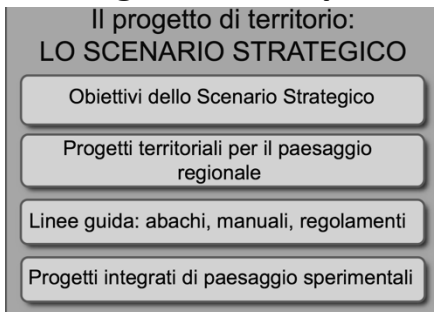 Il progetto di territorio:
LO SCENARIO STRATEGICO
Obiettivi dello Scenario Strategico
Progetti territoriali per il paesaggio
regionale
Linee guida: abachi, manuali, regolamenti
Progetti integrati di paesaggio sperimentali